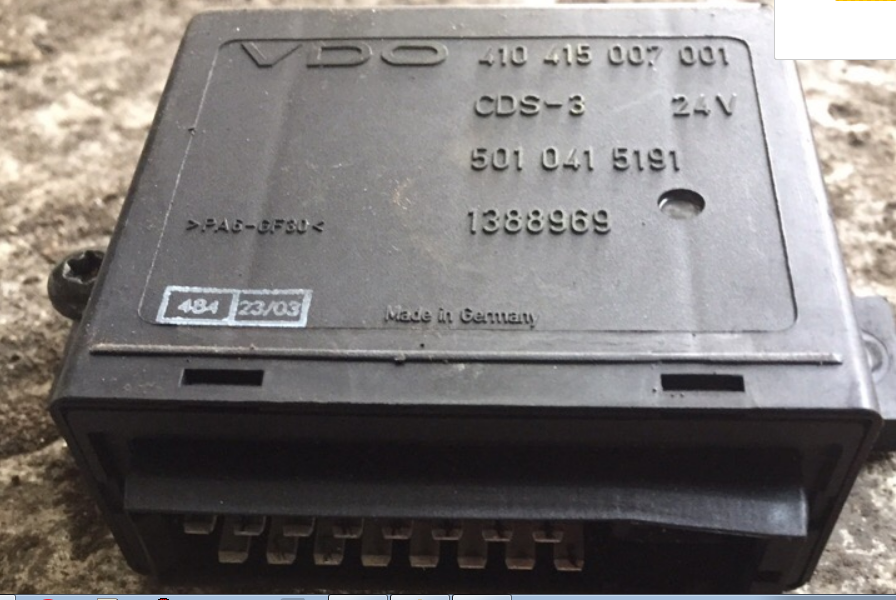 VDO 410 415 007 001
CDS-3 24V
501 041 5191
>PA6-GF30< 1388969
484 23/03
Made in Germany